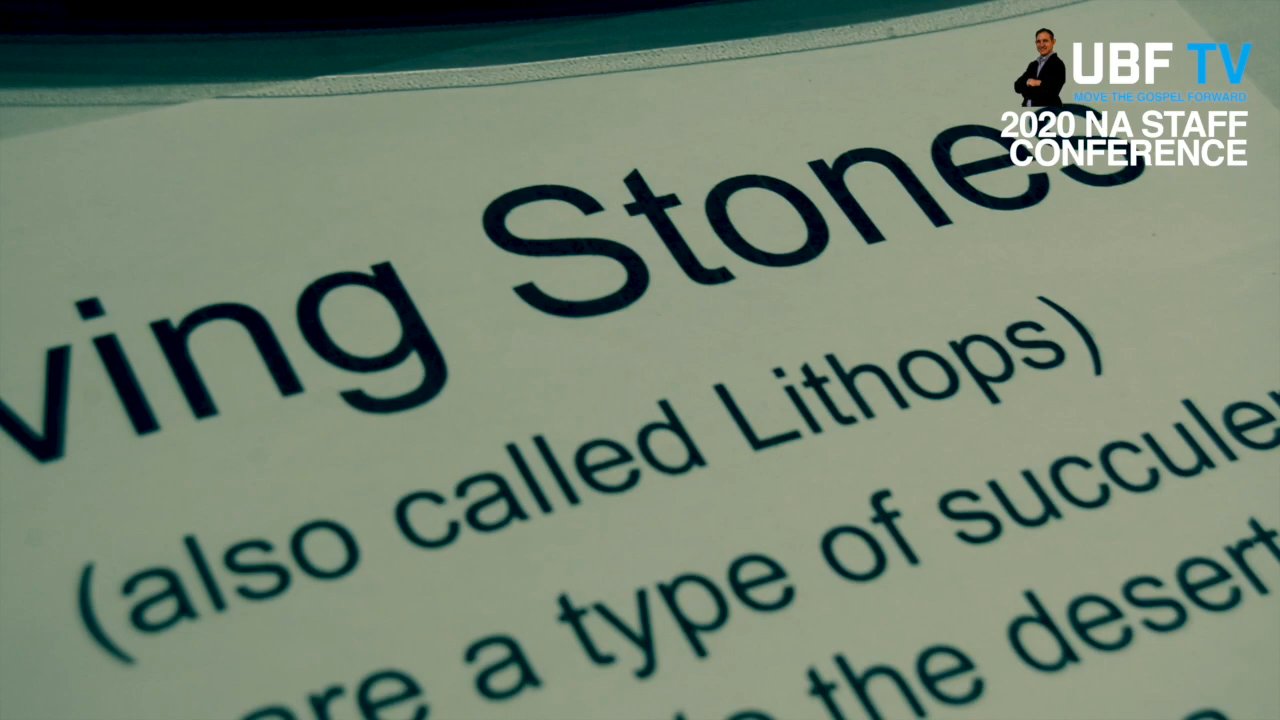 UBF TV
MOVE THE GOSPEL FORWARD
2020 NA STAFF
CONFERENCE
ving Stones
(also called Lithops)
are a type of succule
the desert